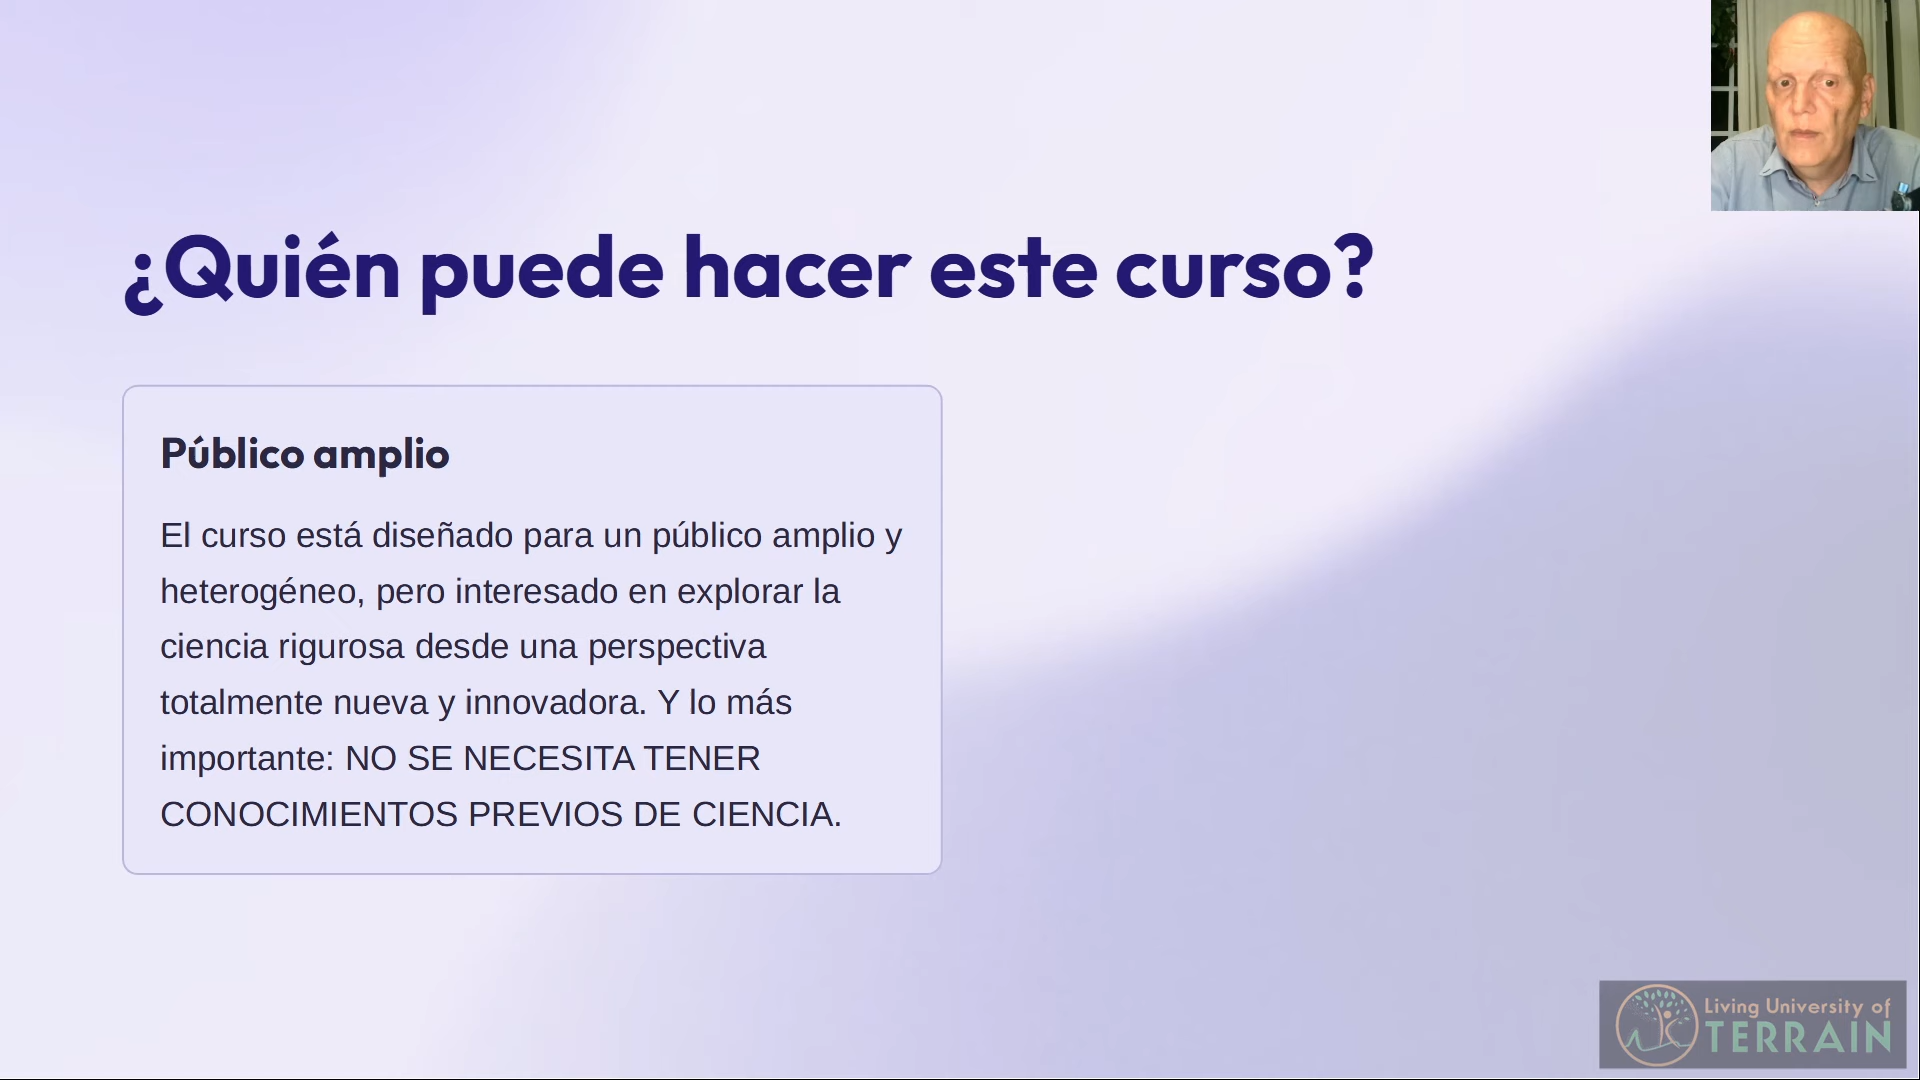 ¿Quién puede hacer este curso?
Público amplio
El curso está diseñado para un público amplio y
heterogéneo, pero interesado en explorar la
ciencia rigurosa desde una perspectiva
totalmente nueva y innovadora. Y lo más
importante: NO SE NECESITA TENER
CONOCIMIENTOS PREVIOS DE CIENCIA.
Living University of
TERRAIN